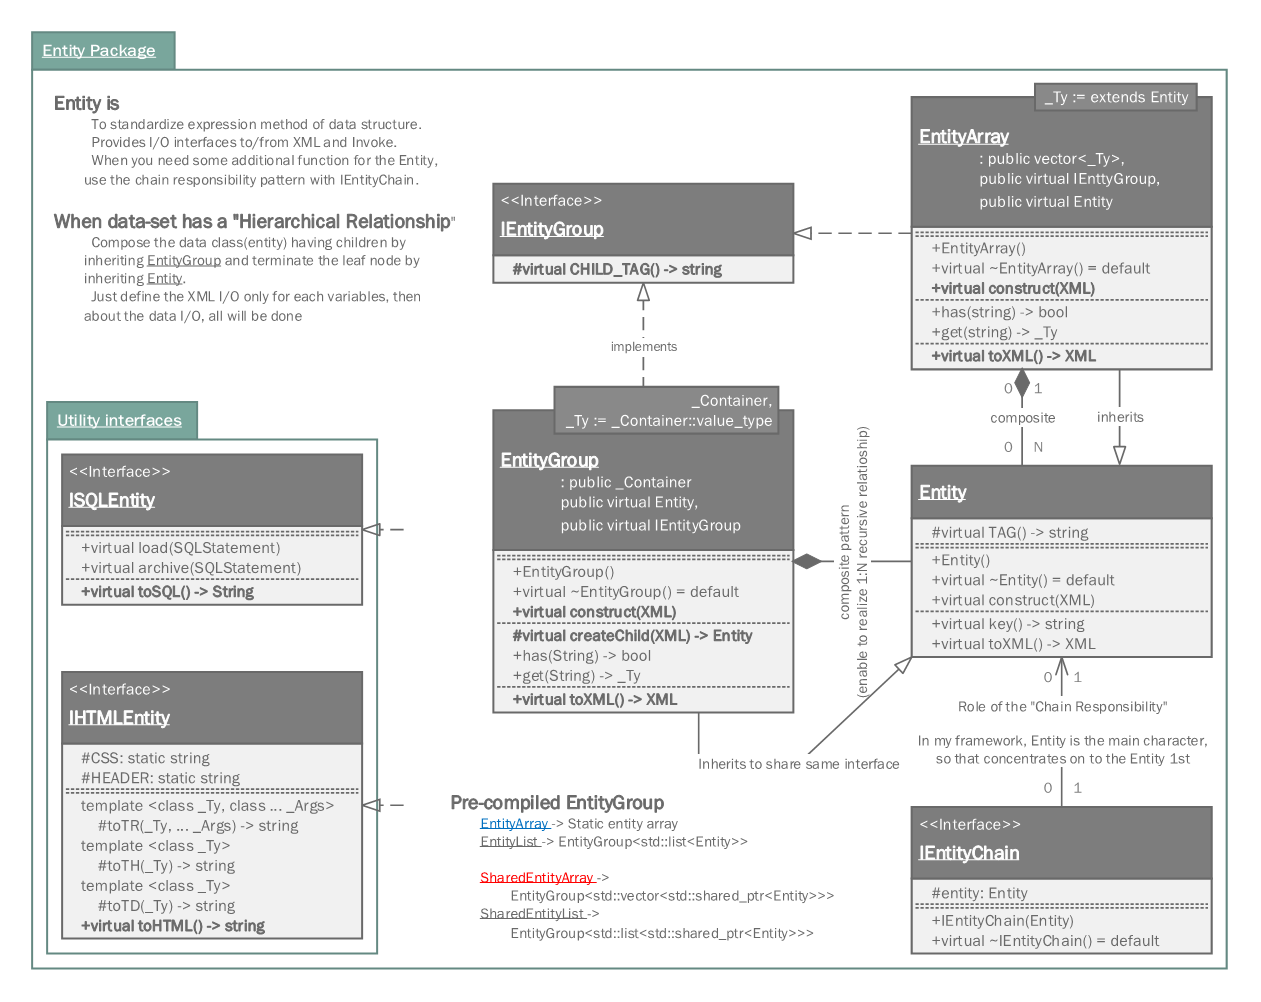 Entity Package
Entity is
To standardize expression method of data structure.
Provides I/O interfaces to/from XML and Invoke.
When you need some additional function for the Entity,
use the chain responsibility pattern with IEntityChain.
When data-set has a "Hierarchical Relationship"
Compose the data class(entity) having children by
inheriting EntityGroup and terminate the leaf node by
inheriting Entity.
Just define the XML I/O only for each variables, then
about the data I/O, all will be done
Utility interfaces
<<Interface>>
ISQLEntity
+virtual load(SQLStatement)
+virtual archive(SQLStatement)
+virtual toSQL() -> String
<<Interface>>
IHTMLEntity
#CSS: static string
#HEADER: static string
template <class _Ty, class ... _Args>
#toTR(_Ty, ... _Args) -> string
template <class _Ty>
#toTH(_Ty) -> string
template <class _Ty>
#toTD(_Ty) -> string
+virtual toHTML() -> string
<<Interface>>
IEntityGroup
#virtual CHILD_TAG() -> string
implements
_Container,
_Ty := _Container::value_type
EntityGroup
: public _Container
public virtual Entity,
public virtual IEntityGroup
+EntityGroup()
+virtual ~EntityGroup() = default
+virtual construct(XML)
#virtual createChild(XML) -> Entity
+has(String) -> bool
+get(String) -> _Ty
+virtual toXML() -> XML
Inherits to share same interface
composite pattern
(enable to realize 1:N recursive relatioship)
Pre-compiled EntityGroup
EntityArray -> Static entity array
EntityList -> EntityGroup<std::list<Entity>>
SharedEntityArray ->
EntityGroup<std::vector<std::shared_ptr<Entity>>>
SharedEntityList ->
EntityGroup<std::list<std::shared_ptr<Entity>>>
_Ty := extends Entity
EntityArray
: public vector<_Ty>,
public virtual IEnttyGroup,
public virtual Entity
+EntityArray()
+virtual ~EntityArray() = default
+virtual construct(XML)
+has(string) -> bool
+get(string) -> _Ty
+virtual toXML() -> XML
0 1
composite
inherits
0 N
Entity
#virtual TAG() -> string
+Entity()
+virtual ~Entity() = default
+virtual construct(XML)
+virtual key() -> string
+virtual toXML() -> XML
0 1
Role of the "Chain Responsibility"
In my framework, Entity is the main character,
so that concentrates on to the Entity 1st
0 1
<<Interface>>
IEntityChain
#entity: Entity
+IEntityChain(Entity)
+virtual ~IEntityChain() = default